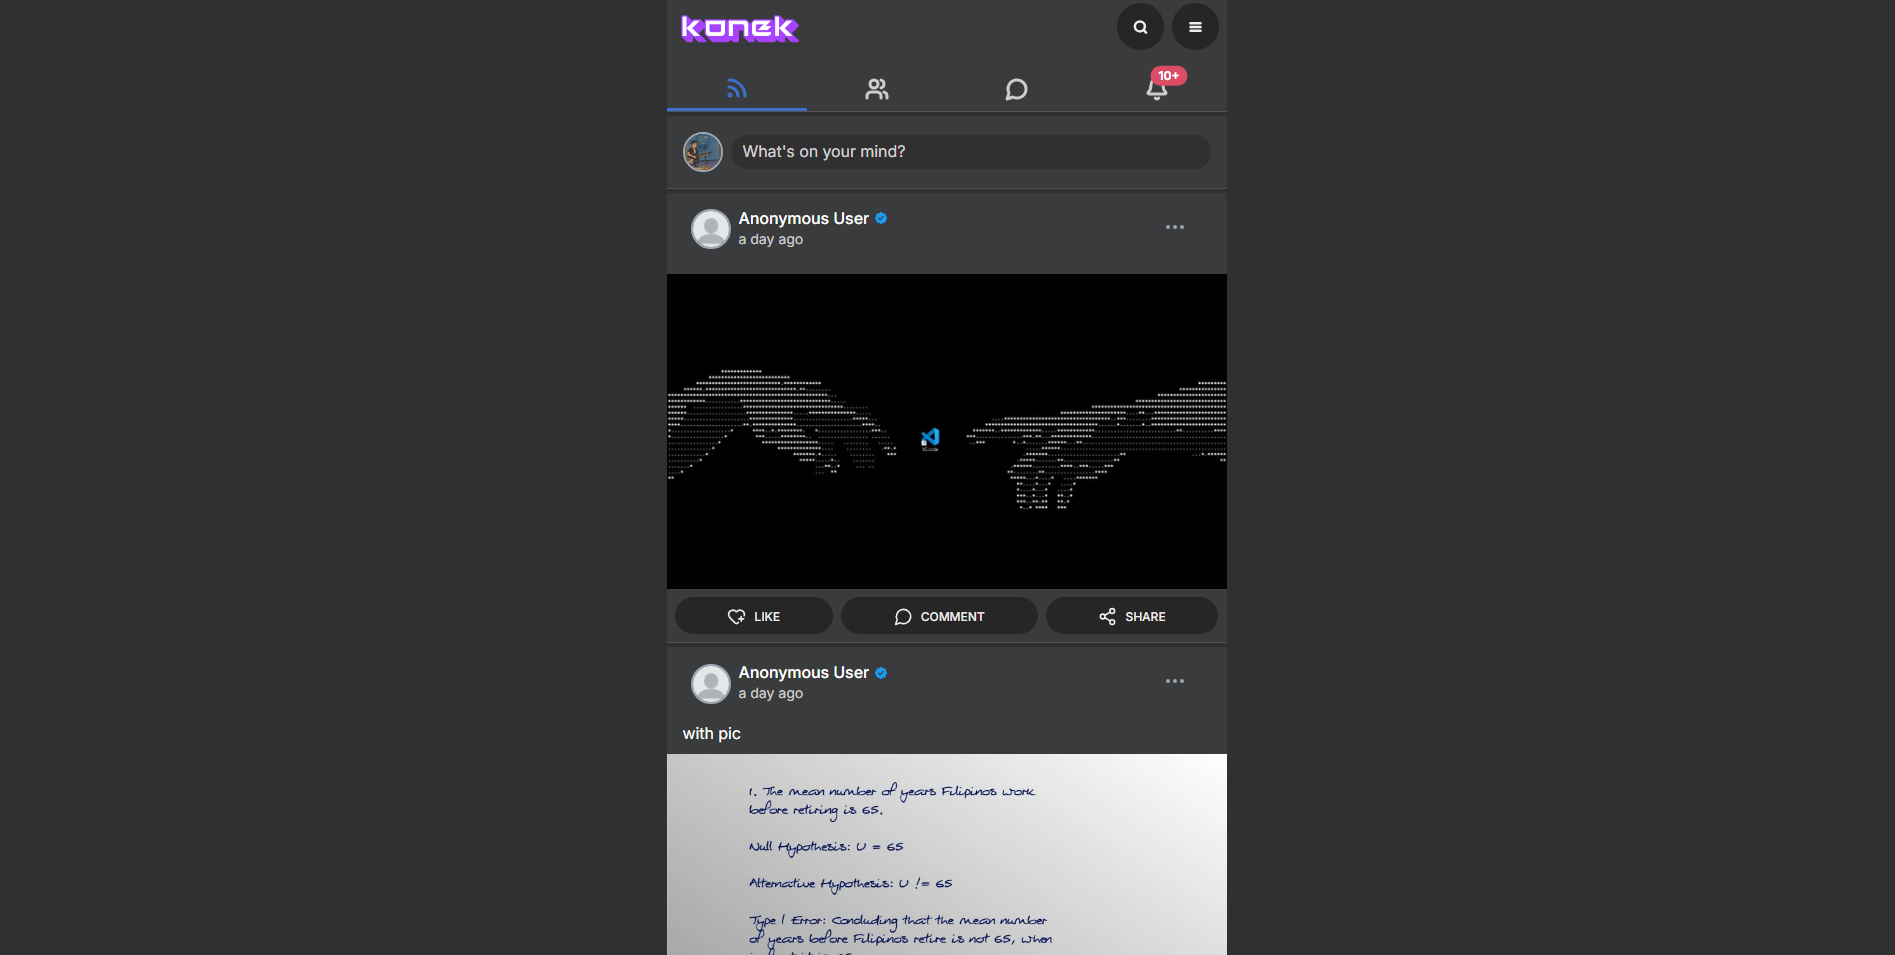 konek
10+
What's on your mind?
Anonymous User
a day ago
LIKE
COMMENT
SHARE
Anonymous User
a day ago
with pic
1. The mean number of years Filipinos work
before retiring is 65.
Null Hypothesis: U = 65
Alternative Hypothesis: U != 65
Type 1 Error: Concluding that the mean number
of years before Filipinos retire is not 65, when